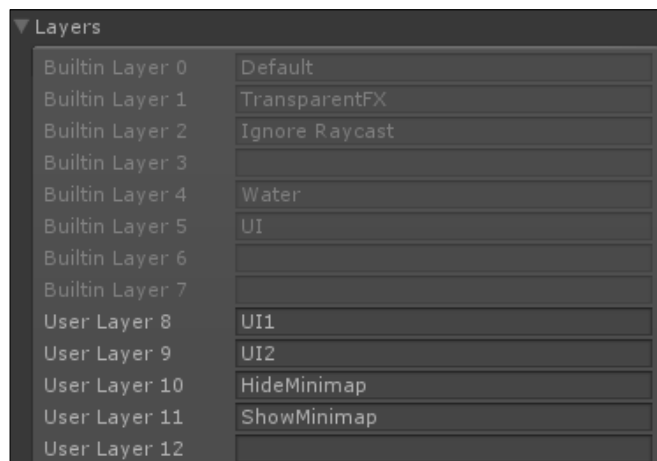 Layers
Builtin Layer 0 Default
Builtin Layer 1 TransparentFX
Builtin Layer 2 Ignore Raycast
Builtin Layer 3
Builtin Layer 4 Water
Builtin Layer 5 UI
Builtin Layer 6
Builtin Layer 7
User Layer 8 UI1
User Layer 9 UI2
User Layer 10 HideMinimap
User Layer 11 ShowMinimap
User Layer 12